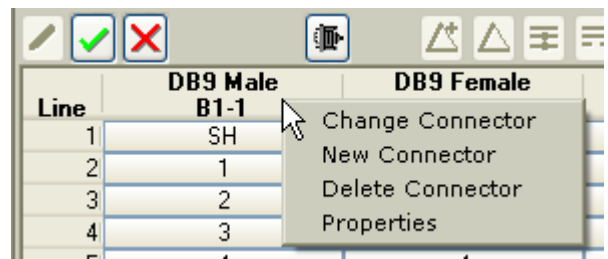 DB9 Male DB9 Female
Line B1-1
1 SH
2 1
3 2
4 3
Change Connector
New Connector
Delete Connector
Properties